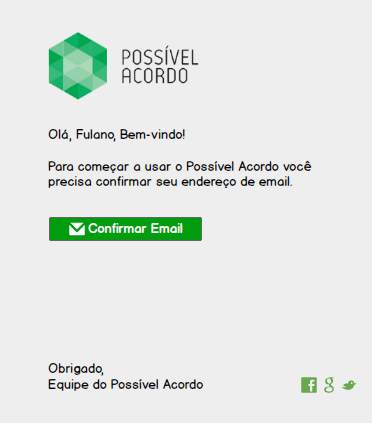 POSSÍVEL
ACORDO
Olá, Fulano, Bem-vindo!
Para começar a usar o Possível Acordo você
precisa confirmar seu endereço de email.
Confirmar Email
Obrigado,
Equipe do Possível Acordo